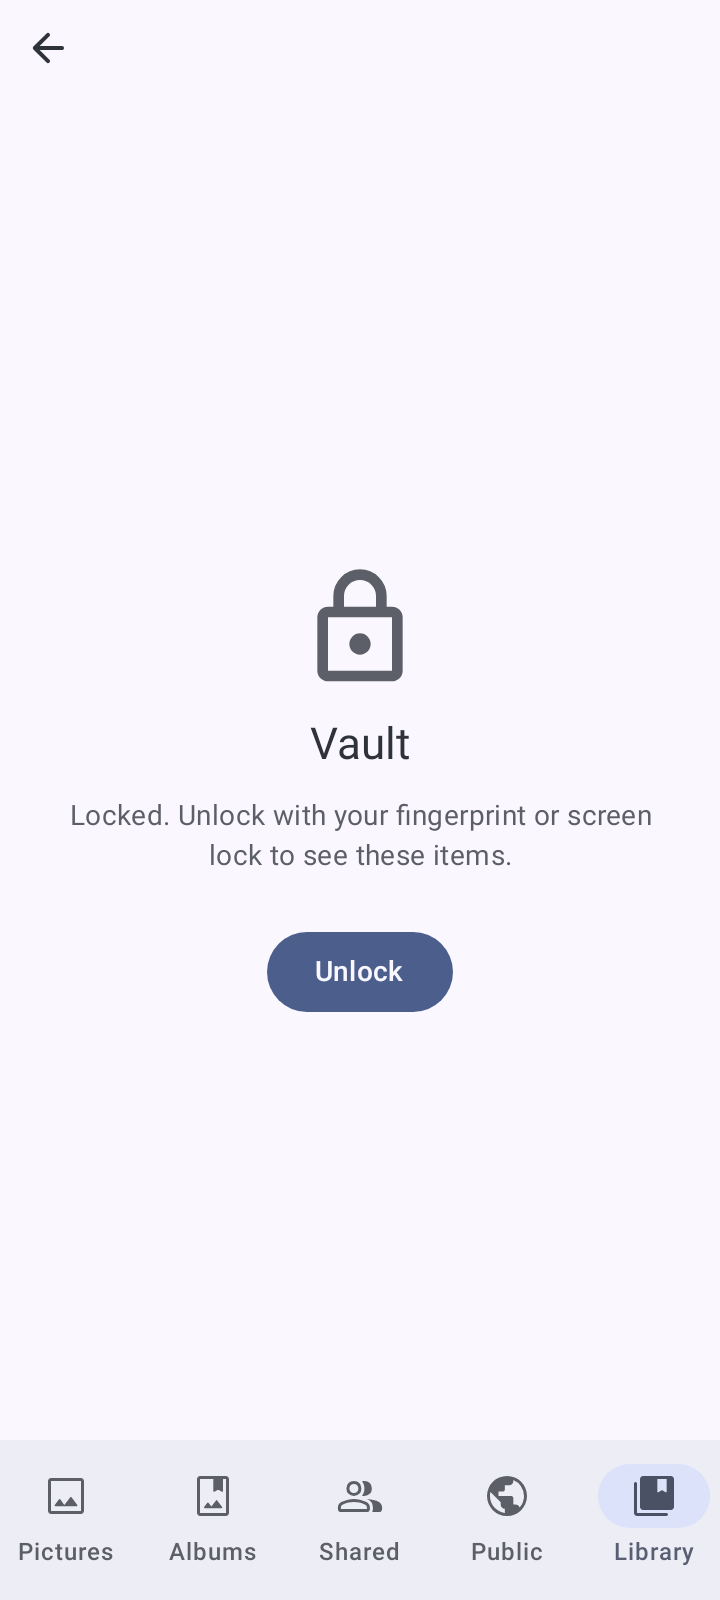 Vault
Locked. Unlock with your fingerprint or screen
lock to see these items.
Unlock
Pictures
Albums
Shared
Public
Library